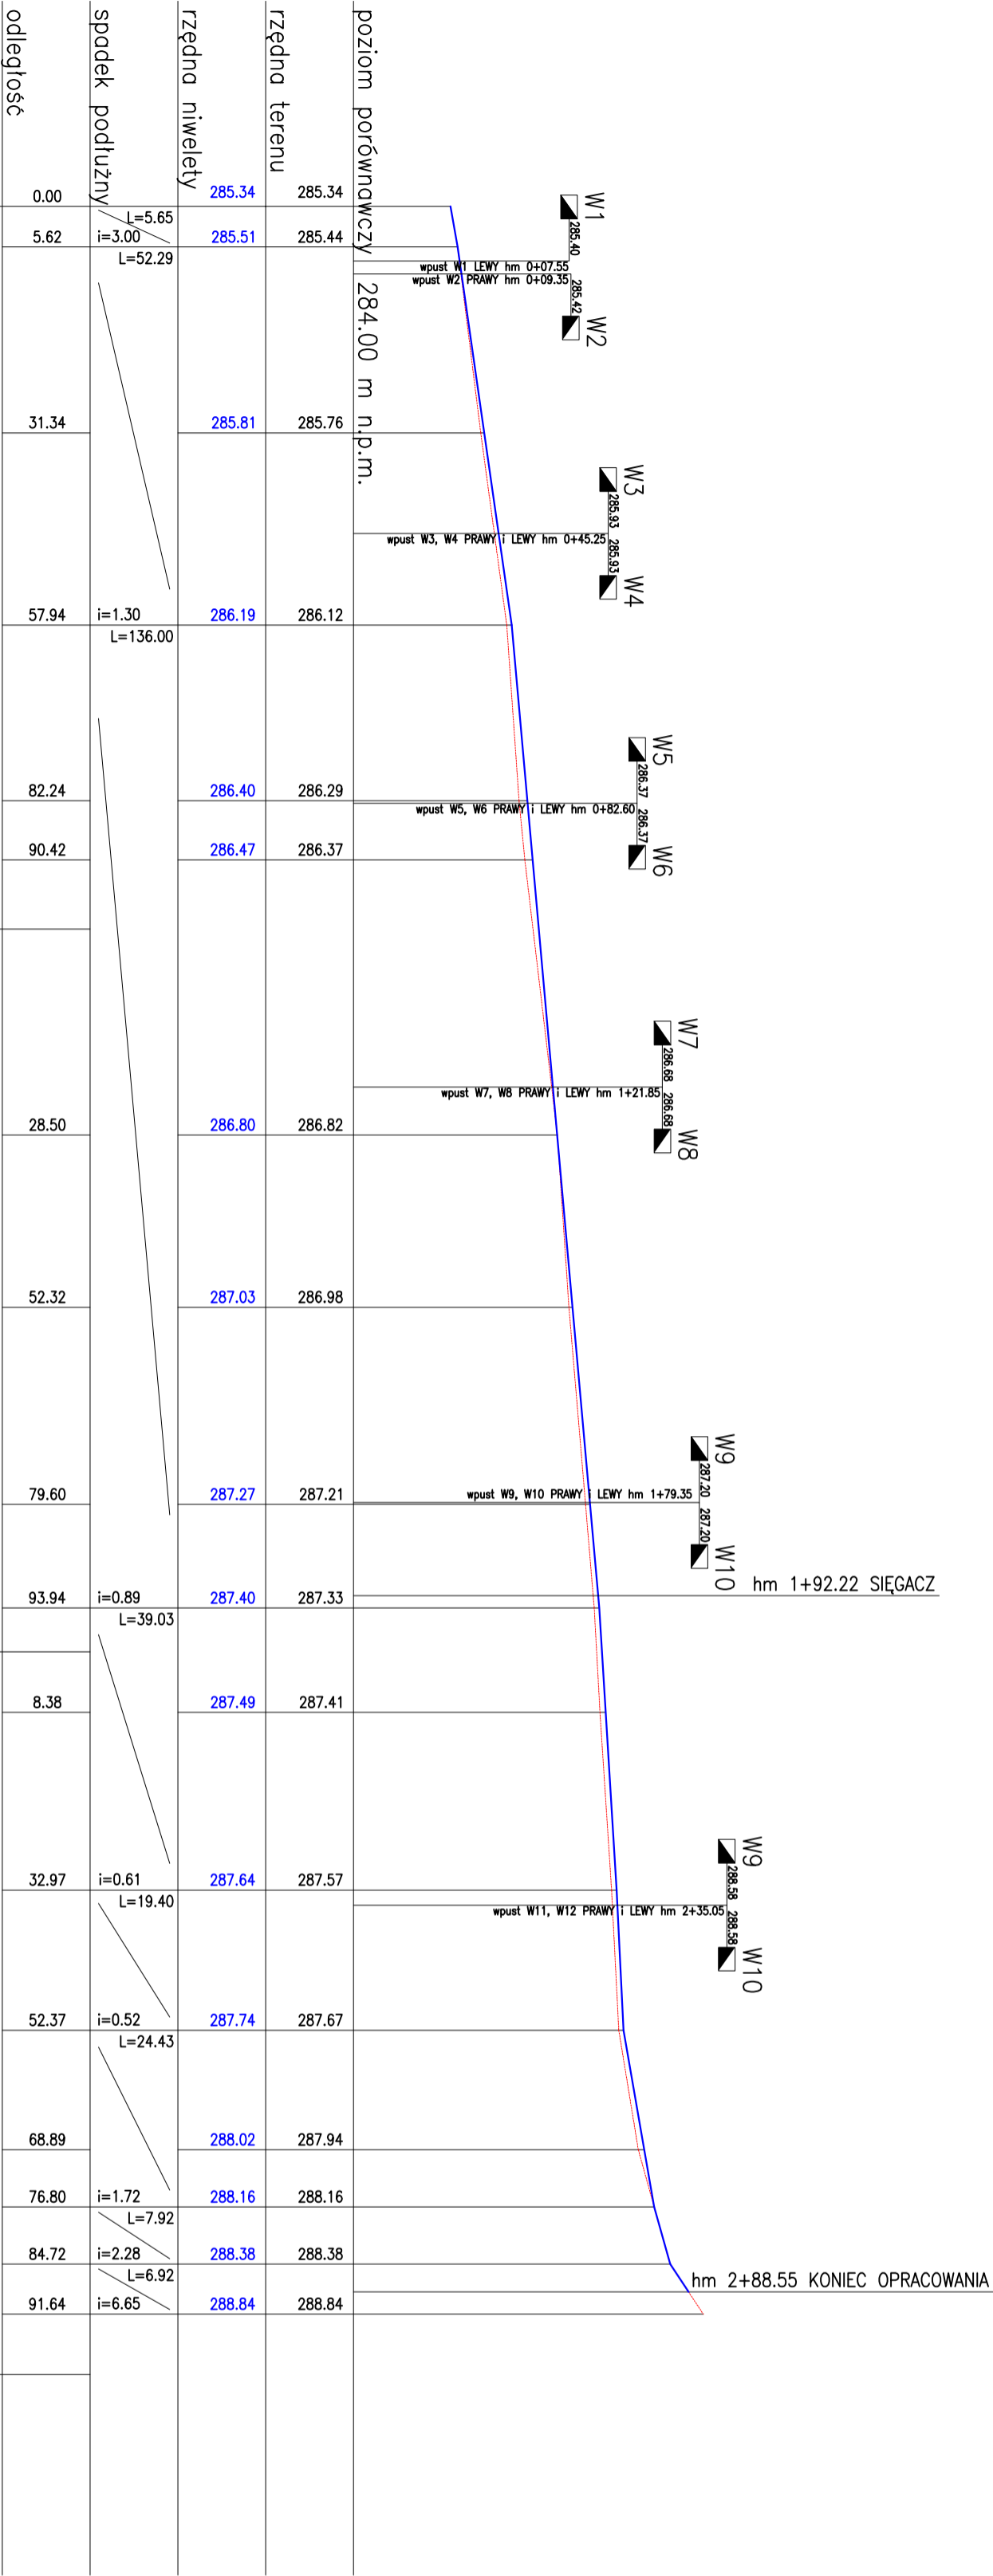 poziom porównawczy 284.00 m n.p.m.
rzędna terenu
rzędna niwelety
spadek podłużny
odległość
W1
285.40
wpust W1 LEWY hm 0+07.55
wpust W2 PRAWY hm 0+09.35
285.42
W2
W3
285.93 285.93
wpust W3, W4 PRAWY i LEWY hm 0+45.25
W4
W5
286.37 286.37
wpust W5, W6 PRAWY i LEWY hm 0+82.60
W6
W7
286.68 286.68
wpust W7, W8 PRAWY i LEWY hm 1+21.85
W8
W9
287.20 287.20
wpust W9, W10 PRAWY i LEWY hm 1+79.35
W10
hm 1+92.22 SIĘGACZ
W9
288.58 288.58
wpust W11, W12 PRAWY i LEWY hm 2+35.05
W10
hm 2+88.55 KONIEC OPRACOWANIA
0.00 285.34 285.34
L=5.65
5.62 i=3.00 285.51 285.44
L=52.29
31.34 285.81 285.76
57.94 i=1.30 286.19 286.12
L=136.00
82.24 286.40 286.29
90.42 286.47 286.37
28.50 286.80 286.82
52.32 287.03 286.98
79.60 287.27 287.21
93.94 i=0.89 287.40 287.33
L=39.03
8.38 287.49 287.41
32.97 i=0.61 287.64 287.57
L=19.40
52.37 i=0.52 287.74 287.67
L=24.43
68.89 288.02 287.94
76.80 i=1.72 288.16 288.16
L=7.92
84.72 i=2.28 288.38 288.38
L=6.92
91.64 i=6.65 288.84 288.84